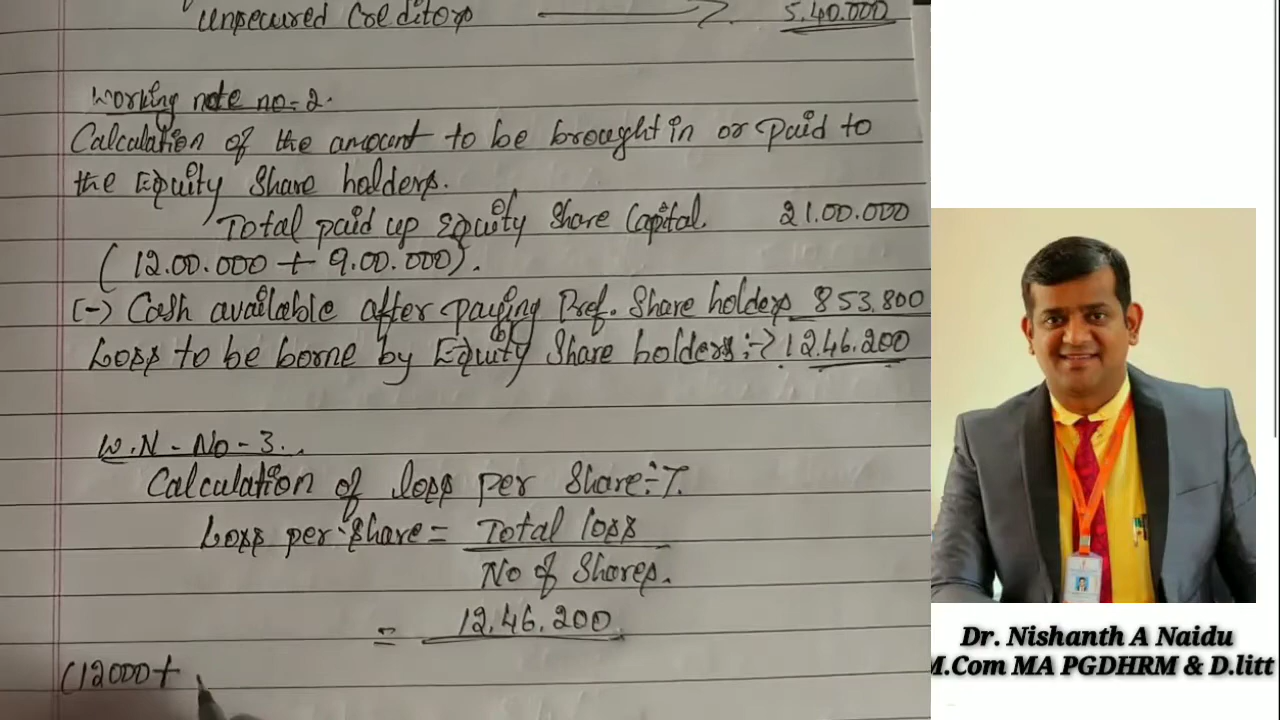 Unsecured Creditors → 5.40.000
Working note no-2.
Calculation of the amount to be brought in or paid to
the Equity Share holders.
Total paid up Equity Share Capital. 21.00.000
(12.00.000 + 9.00.000).
(-) Cash available after paying Pref. Share holders 853.800
Loss to be borne by Equity Share holders :-> 12.46.200
W.N - No - 3.
Calculation of loss per Share :-
Loss per share = Total loss
No of Shares.
= 12.46.200
(12000 +
Dr. Nishanth A Naidu
M.Com MA PGDHRM & D.litt